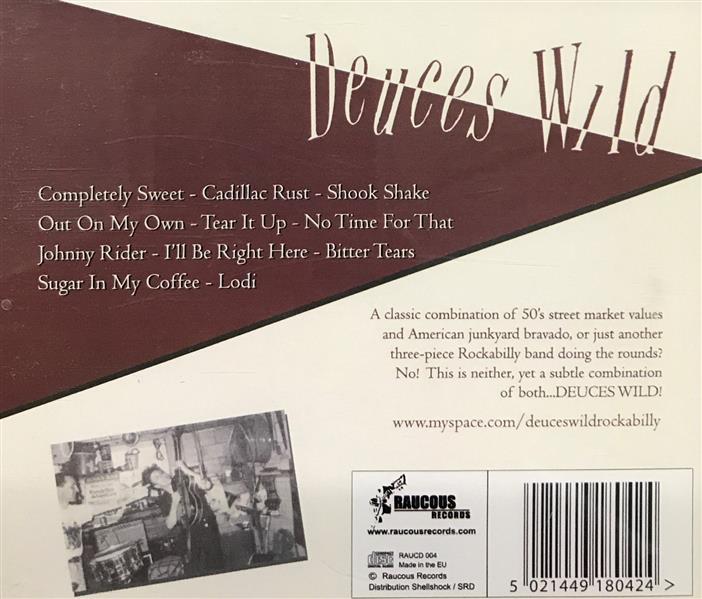 Deuces Wild
Completely Sweet - Cadillac Rust - Shook Shake
Out On My Own - Tear It Up - No Time For That
Johnny Rider - I'll Be Right Here - Bitter Tears
Sugar In My Coffee - Lodi
A classic combination of 50's street market values
and American junkyard bravado, or just another
three-piece Rockabilly band doing the rounds?
No! This is neither, yet a subtle combination
of both...DEUCES WILD!
www.myspace.com/deuceswildrockabilly
RAUCOUS
RECORDS
www.raucousrecords.com
RAUCD 004
Made in the EU
© Raucous Records
Distribution Shellshock / SRD
5 021449 180424 >